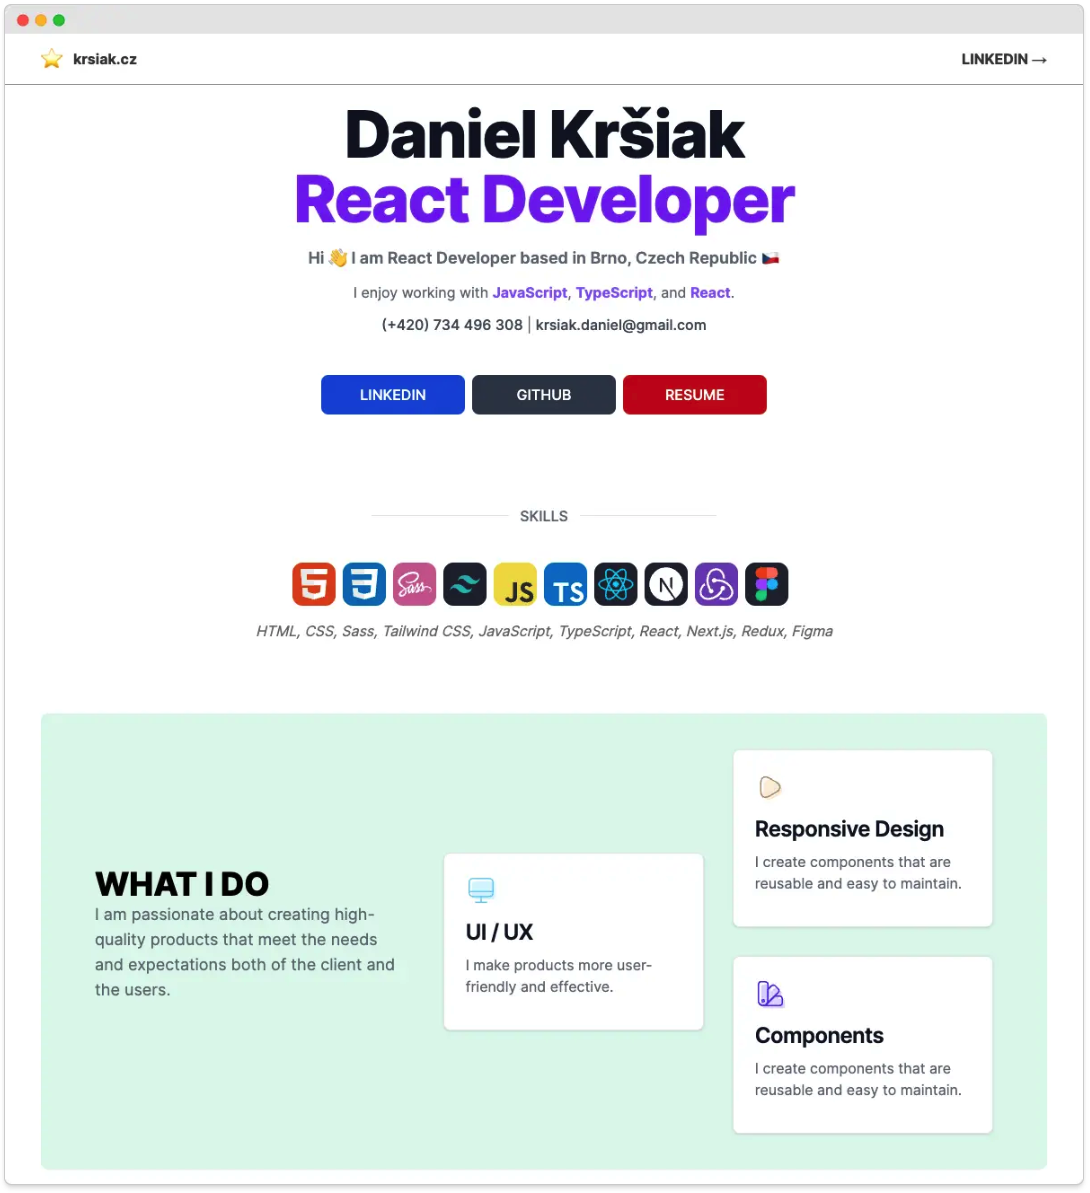 krsiak.cz
LINKEDIN →
Daniel Kršiak
React Developer
Hi 👋 I am React Developer based in Brno, Czech Republic 🇨🇿
I enjoy working with JavaScript, TypeScript, and React.
(+420) 734 496 308 | krsiak.daniel@gmail.com
LINKEDIN
GITHUB
RESUME
SKILLS
Sass
JS
TS
N
HTML, CSS, Sass, Tailwind CSS, JavaScript, TypeScript, React, Next.js, Redux, Figma
WHAT I DO
I am passionate about creating high-
quality products that meet the needs
and expectations both of the client and
the users.
UI / UX
I make products more user-
friendly and effective.
Responsive Design
I create components that are
reusable and easy to maintain.
Components
I create components that are
reusable and easy to maintain.